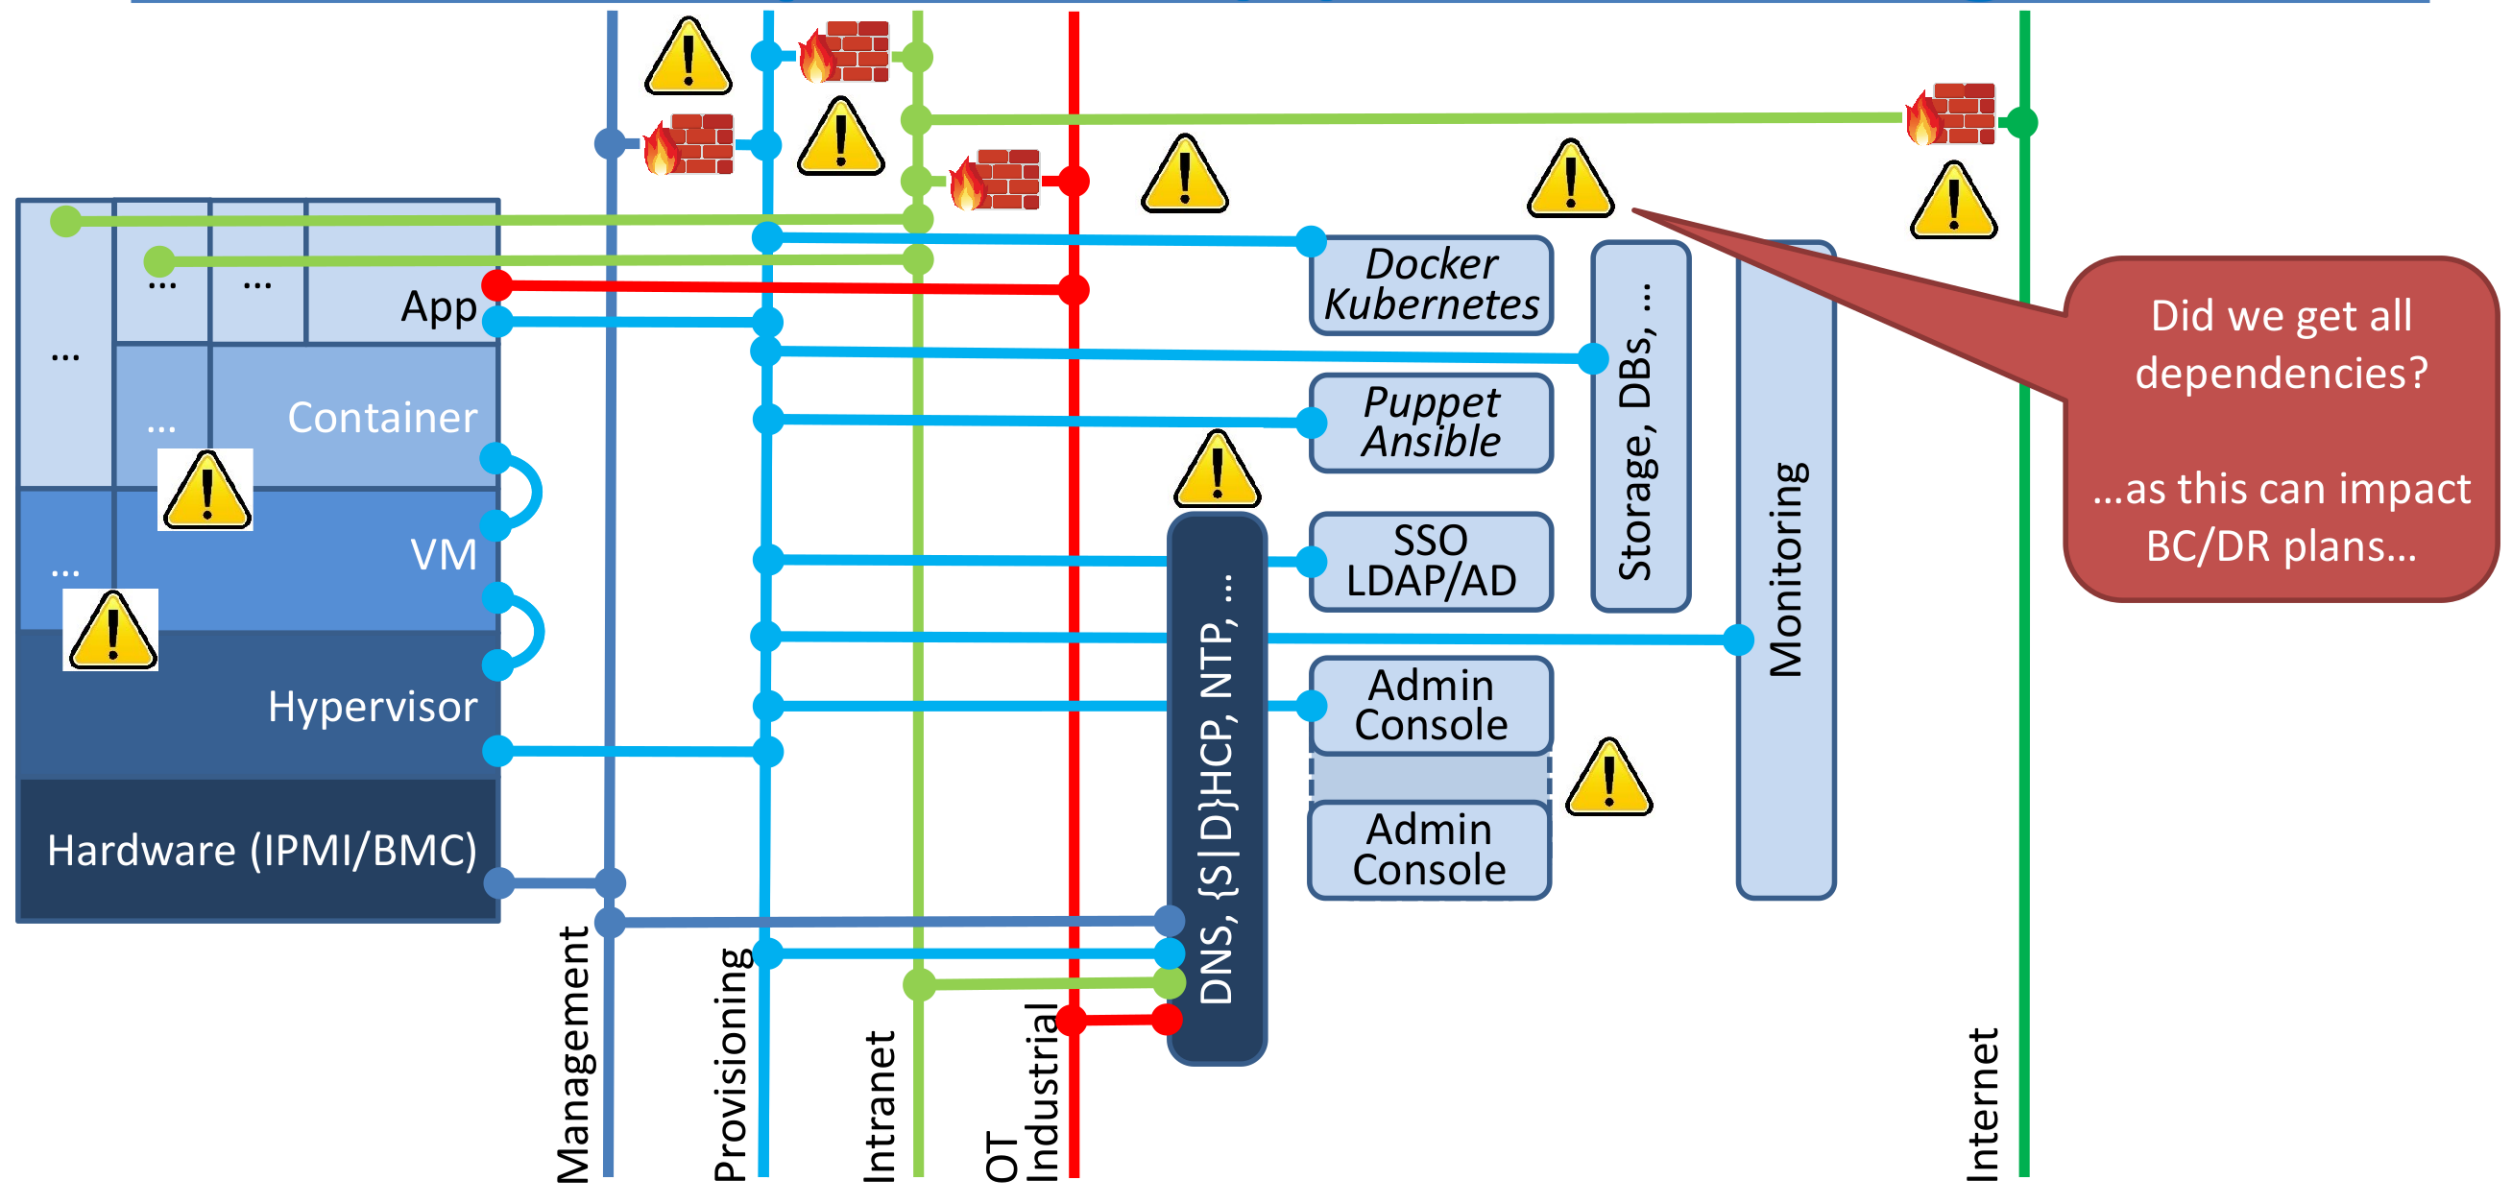 ...
...
...
App
...
Container
...
VM
...
Hypervisor
Hardware (IPMI/BMC)
Management
Provisioning
Intranet
OT
Industrial
DNS, {S|D}HCP, NTP, ...
Docker
Kubernetes
Puppet
Ansible
SSO
LDAP/AD
Admin
Console
Admin
Console
Storage, DBs, ...
Monitoring
Internet
Did we get all
dependencies?
...as this can impact
BC/DR plans...